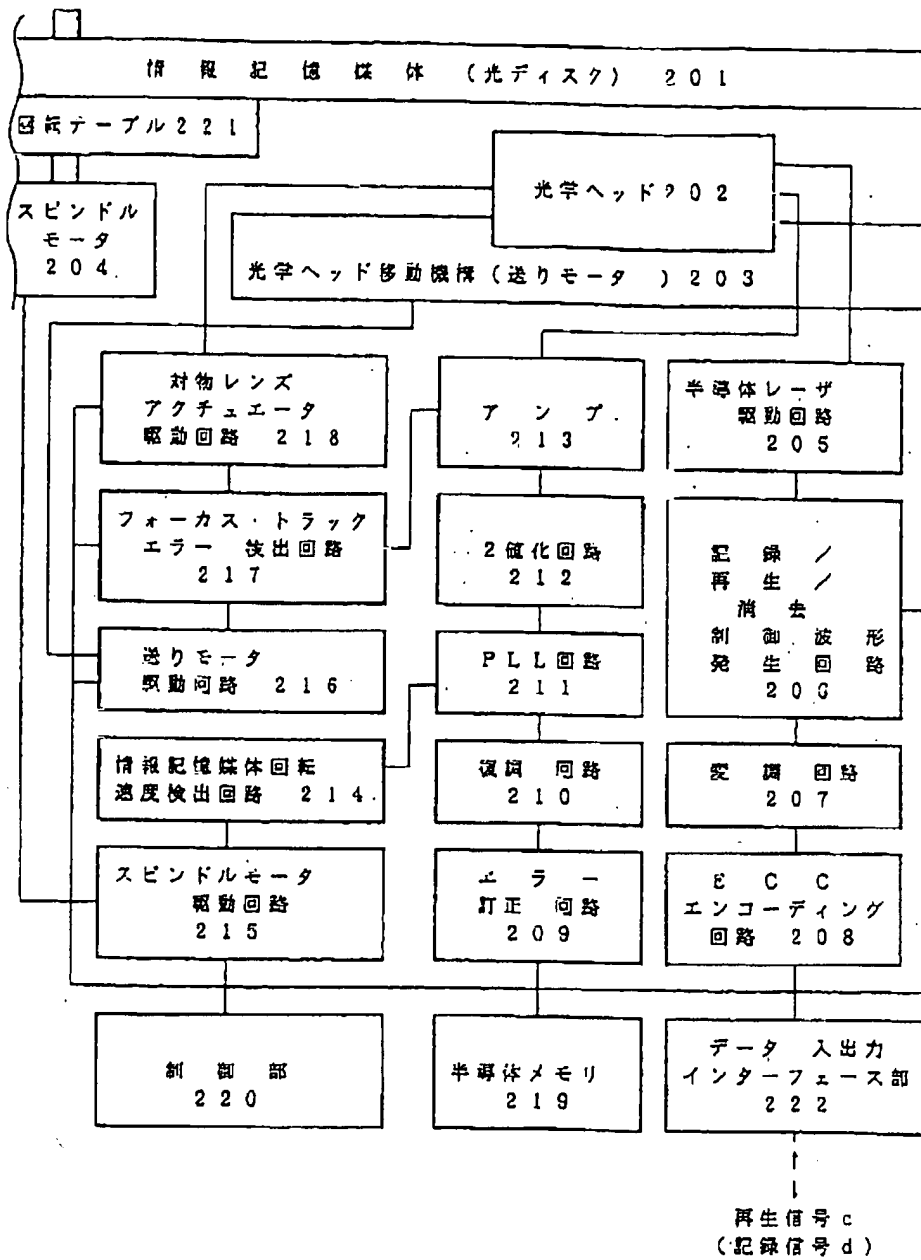 情報記憶媒体(光ディスク) 201
回転テーブル221
スピンドル
モータ
204
光学ヘッド202
光学ヘッド移動機構(送りモータ)203
対物レンズ
アクチュエータ
駆動回路 218
アンプ
213
半導体レーザ
駆動回路
205
フォーカス・トラック
エラー検出回路
217
2値化回路
212
記録/
再生/
消去
制御波形
発生回路
206
送りモータ
駆動回路 216
PLL回路
211
情報記憶媒体回転
速度検出回路 214
復調回路
210
変調回路
207
スピンドルモータ
駆動回路
215
エラー
訂正回路
209
ECC
エンコーディング
回路 208
制御部
220
半導体メモリ
219
データ入出力
インターフェース部
222
再生信号c
(記録信号d)